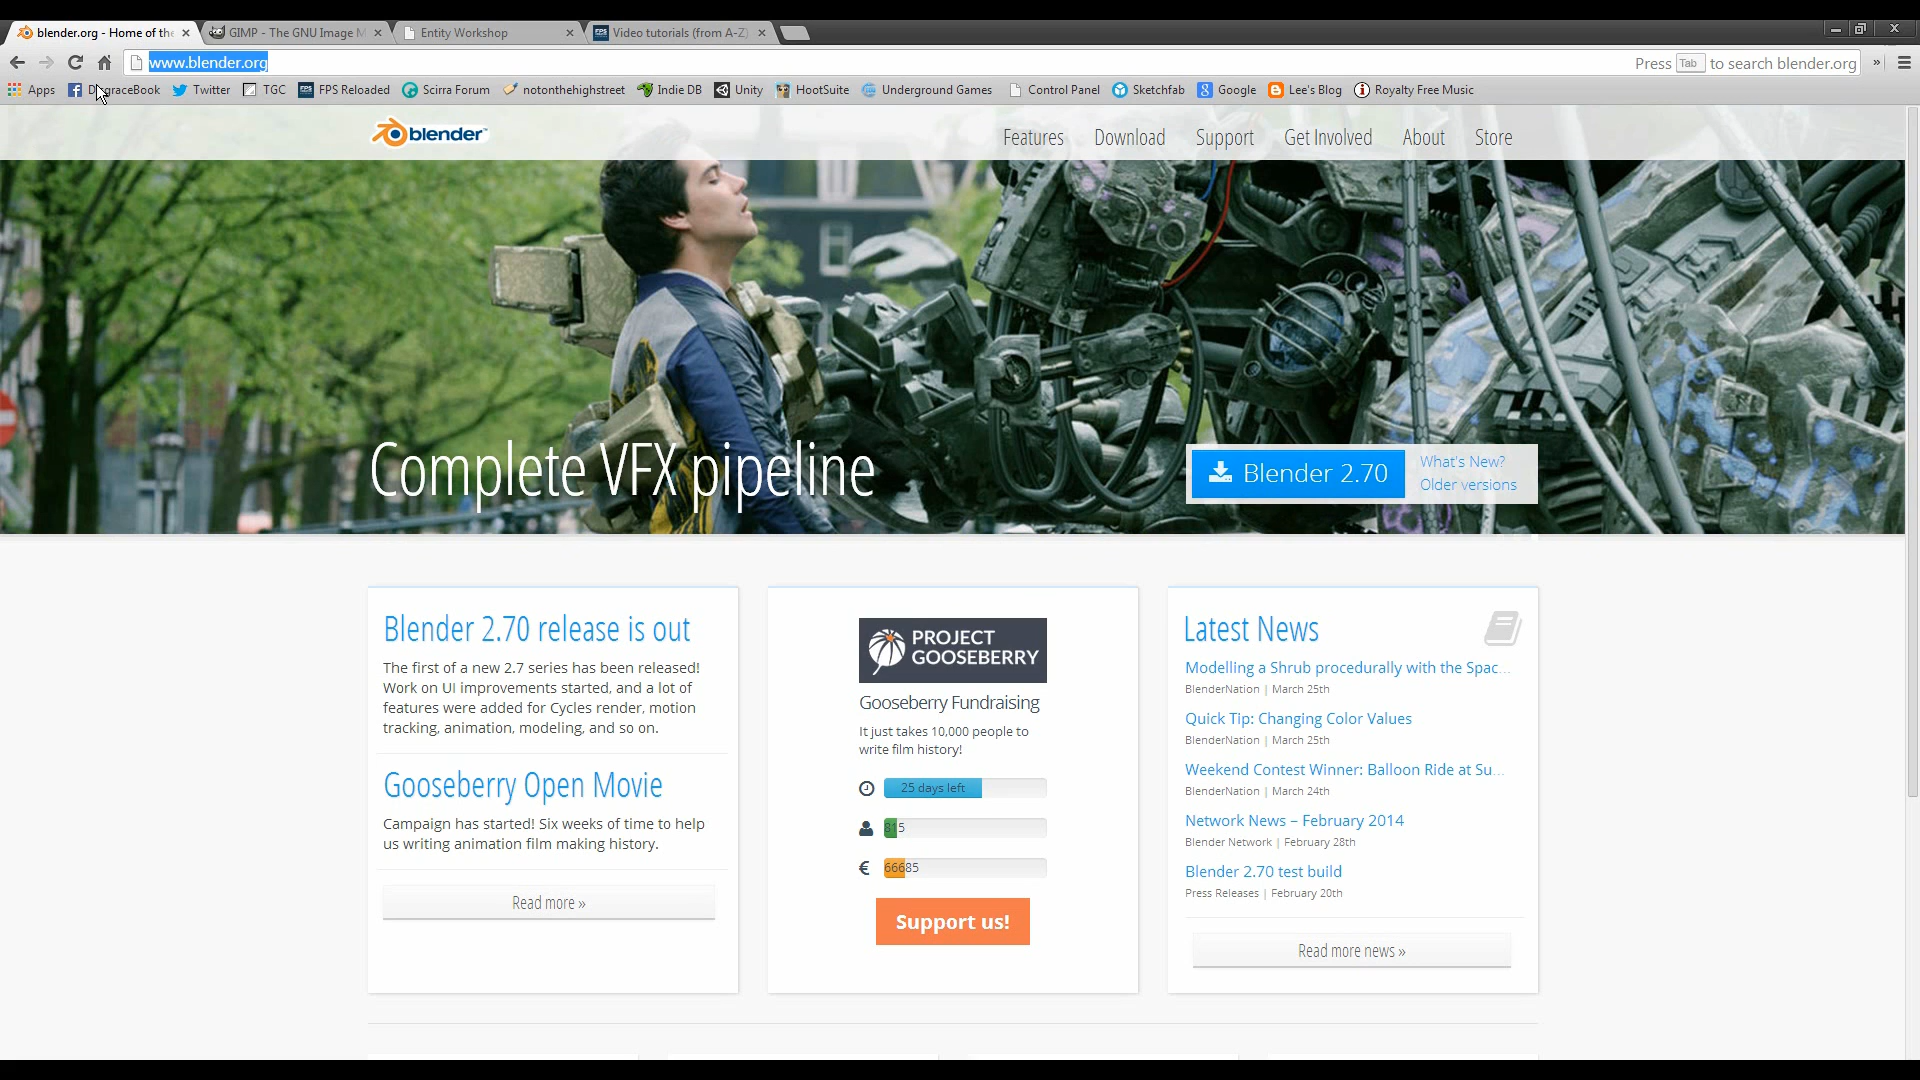 blender.org - Home of the
GIMP - The GNU Image M
Entity Workshop
Video tutorials (from A-Z)
www.blender.org
Press Tab to search blender.org
»
Apps
Twitter
TGC
FPS Reloaded
Scirra Forum
notonthehighstreet
Indie DB
Unity
HootSuite
Underground Games
Control Panel
Sketchfab
Google
Lee's Blog
Royalty Free Music
blender
Features
Download
Support
Get Involved
About
Store
Complete VFX pipeline
Blender 2.70
What's New?
Older versions
Blender 2.70 release is out
The first of a new 2.7 series has been released!
Work on UI improvements started, and a lot of
features were added for Cycles render, motion
tracking, animation, modeling, and so on.
Gooseberry Open Movie
Campaign has started! Six weeks of time to help
us writing animation film making history.
Read more »
PROJECT
GOOSEBERRY
Gooseberry Fundraising
It just takes 10,000 people to
write film history!
25 days left
815
€ 66685
Support us!
Latest News
Modelling a Shrub procedurally with the Spac...
BlenderNation | March 25th
Quick Tip: Changing Color Values
BlenderNation | March 25th
Weekend Contest Winner: Balloon Ride at Su...
BlenderNation | March 24th
Network News – February 2014
Blender Network | February 28th
Blender 2.70 test build
Press Releases | February 20th
Read more news »